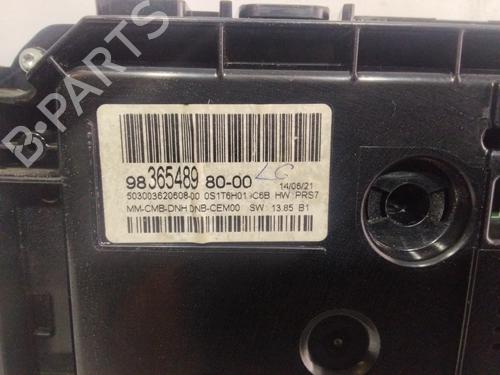 B-PARTS
98 365489 80-00 LC
503003620608-00 0S1T6H01 C6B HW PRS7
14/06/21
MM-CMB-DNH DNB-CEM00 SW 13.85 B1